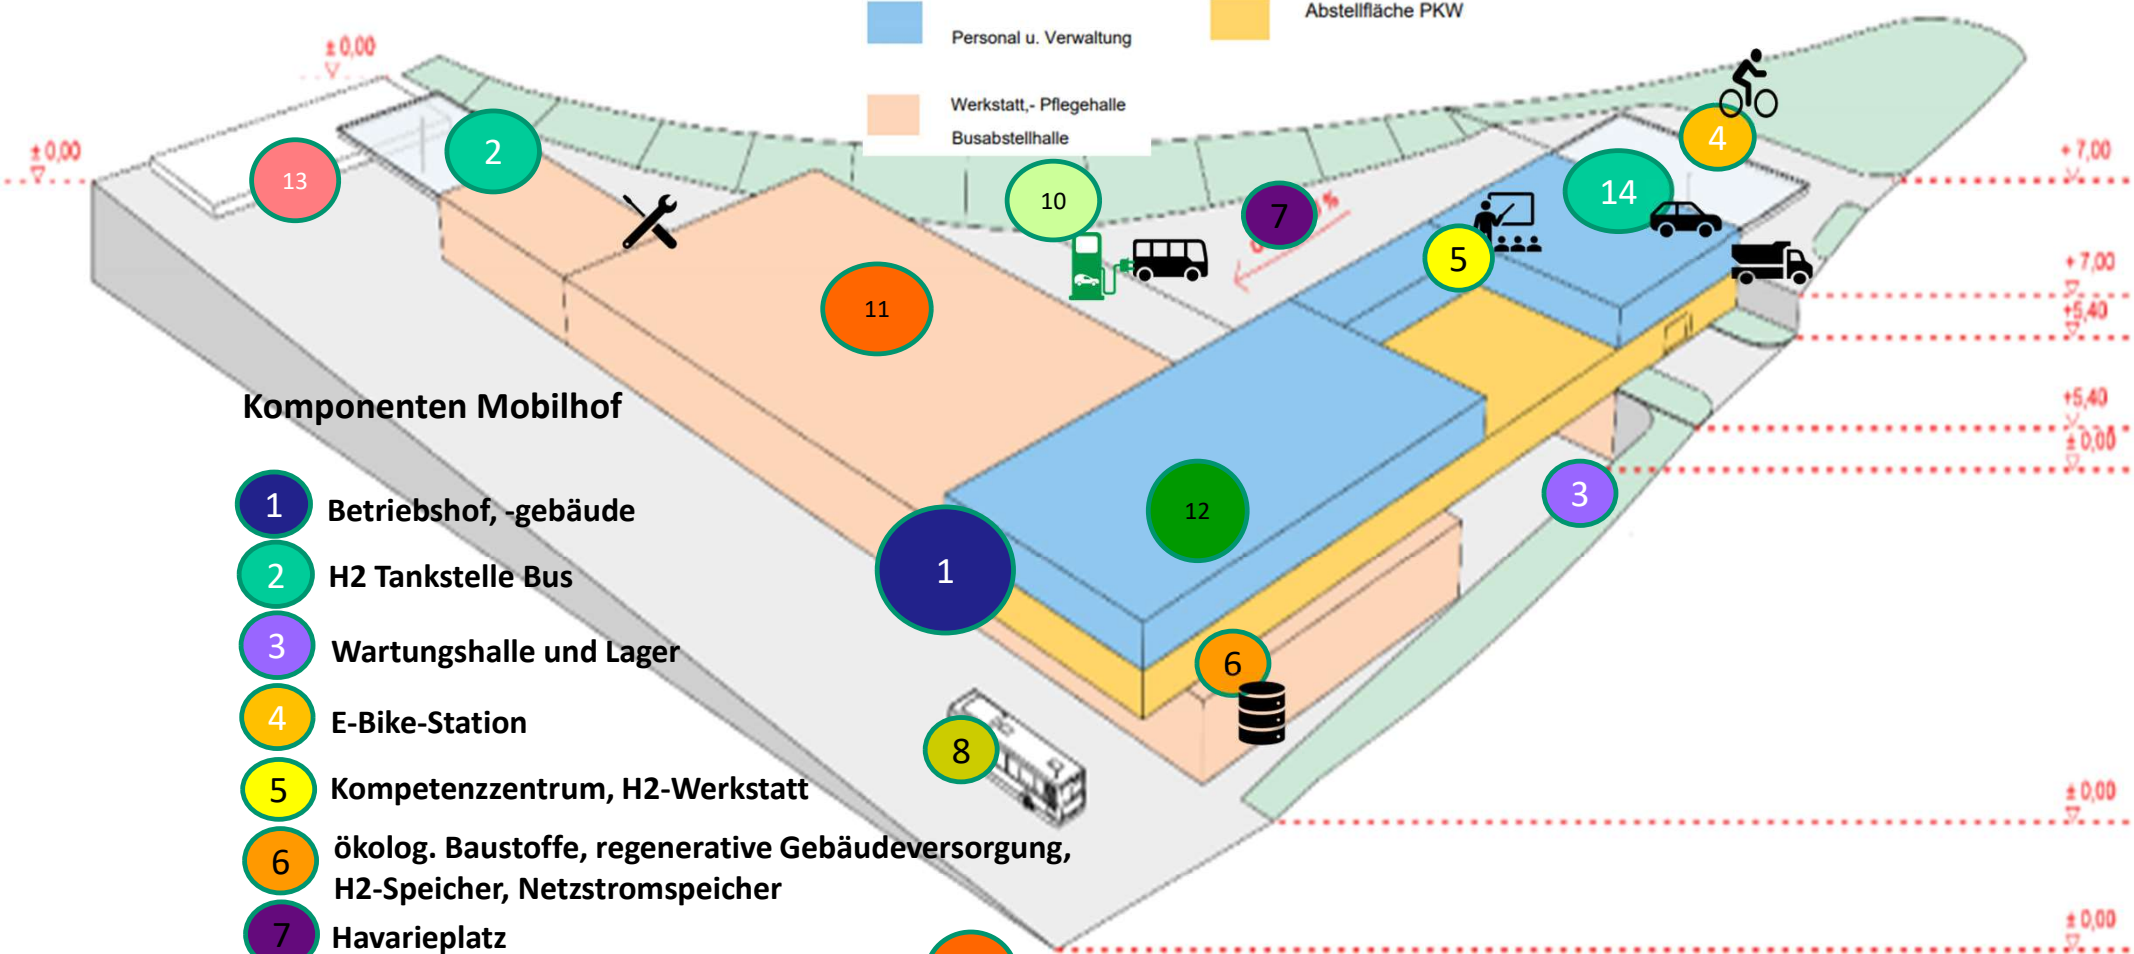 Abstellfläche PKW
Personal u. Verwaltung
± 0,00
Werkstatt,- Pflegehalle
Busabstellhalle
± 0,00
2
4
+ 7,00
13
10
7
%
14
5
+ 7,00
+5,40
11
Komponenten Mobilhof
+5,40
± 0,00
1 Betriebshof, -gebäude
12
3
2 H2 Tankstelle Bus
1
3 Wartungshalle und Lager
6
4 E-Bike-Station
8
5 Kompetenzzentrum, H2-Werkstatt
± 0,00
6 ökolog. Baustoffe, regenerative Gebäudeversorgung,
H2-Speicher, Netzstromspeicher
7 Havarieplatz
± 0,00